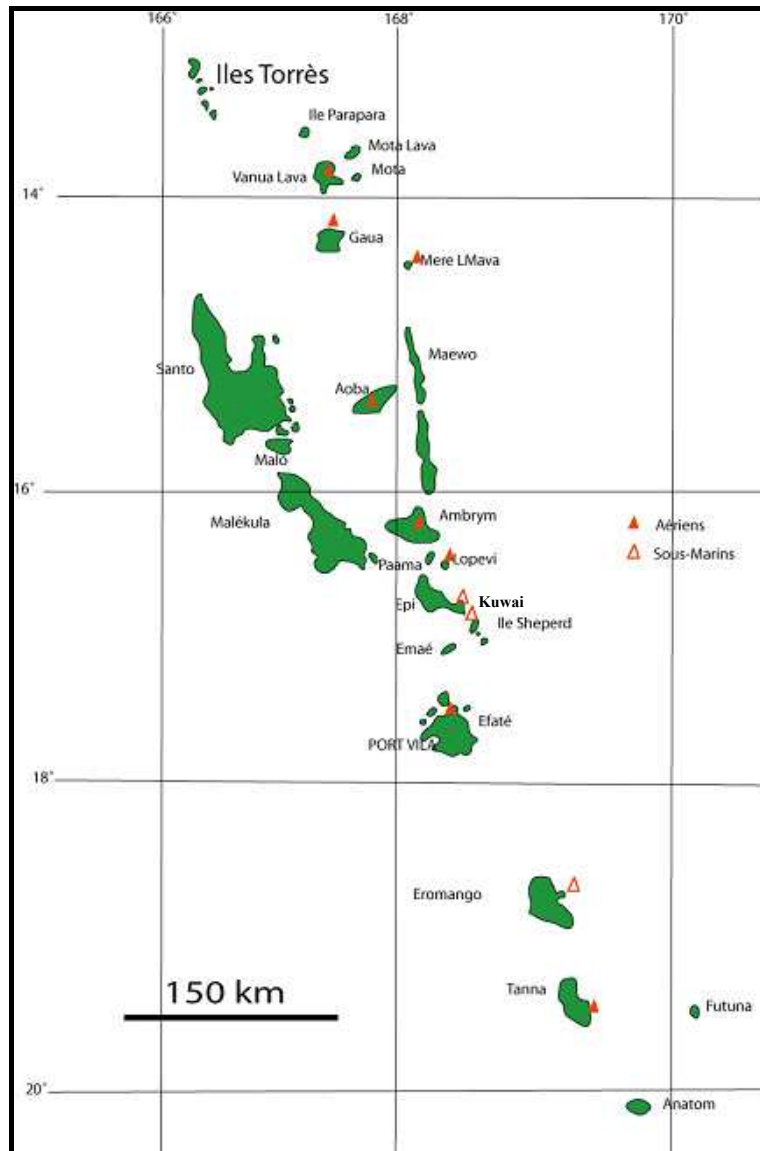 166°
168°
170°
Iles Torrès
Ile Parapara
Mota Lava
Vanua Lava
Mota
14°
Gaua
Mere LMava
Maewo
Santo
Aoba
Malo
16°
Malékula
Ambrym
Aériens
Paama
Lopevi
Sous-Marins
Epi
Kuwai
Ile Sheperd
Emaé
Efaté
PORT VILA
18°
Eromango
150 km
Tanna
Futuna
20°
Anatom